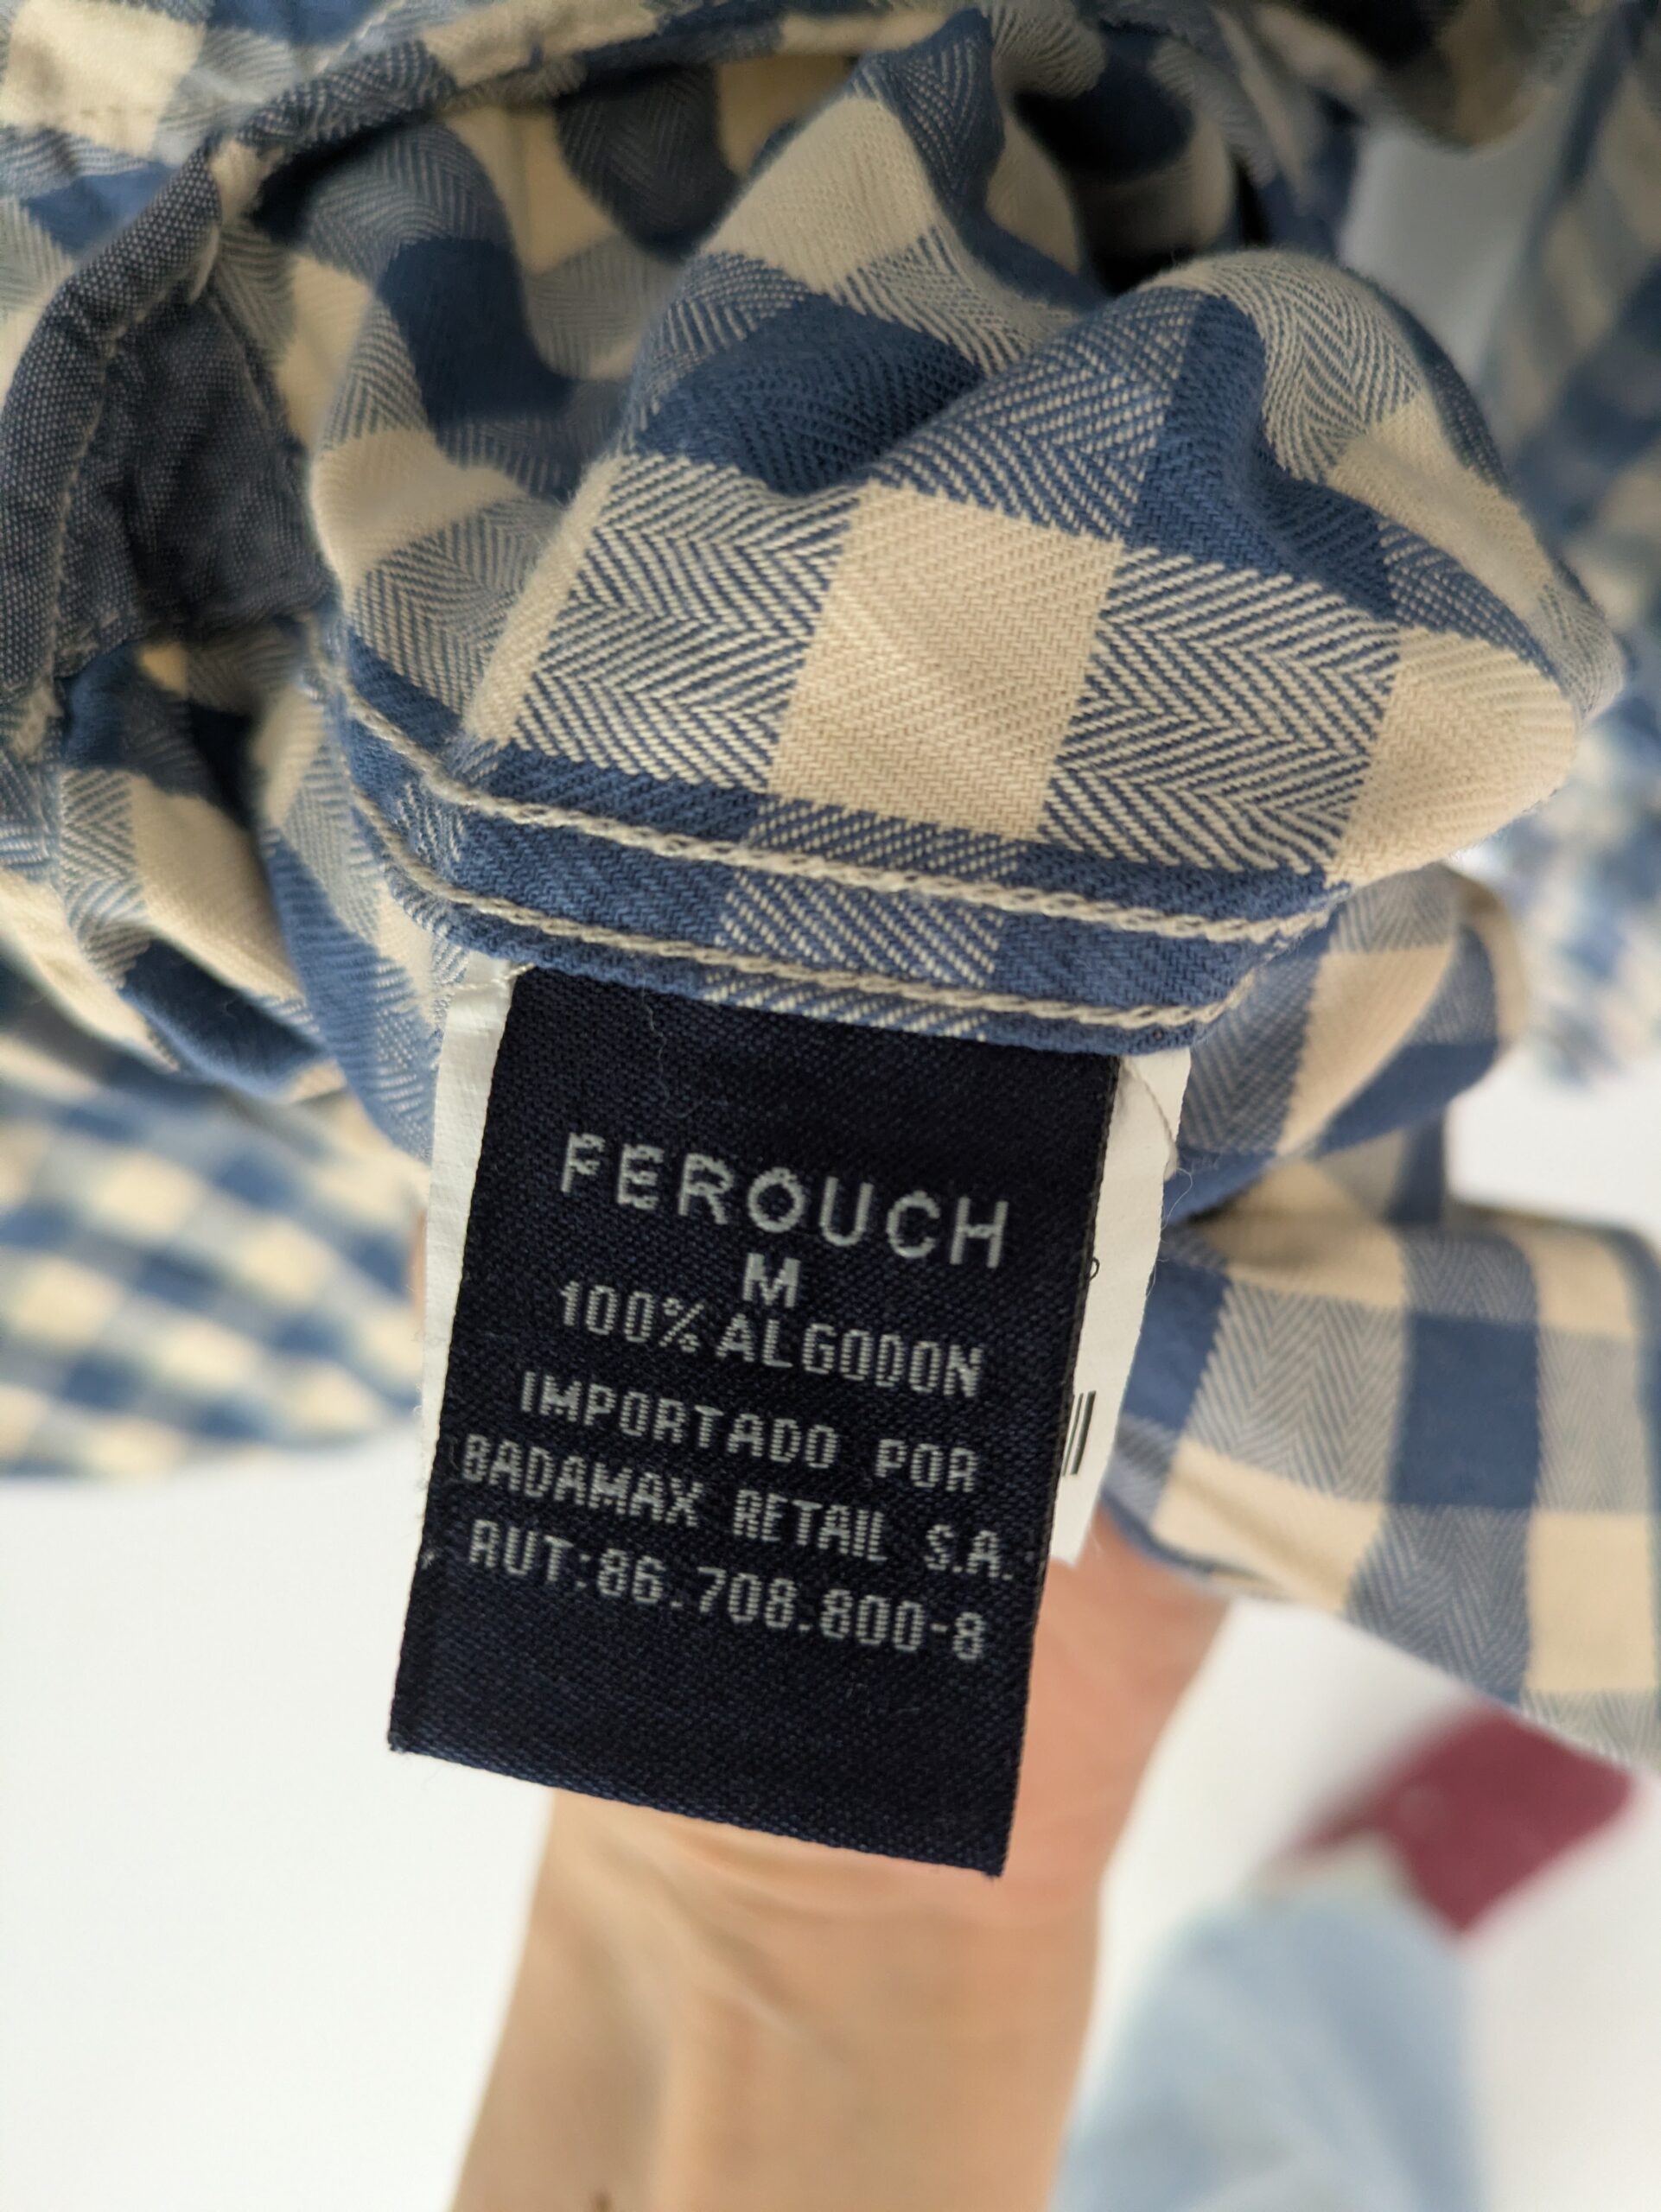 FEROUCH
M
100% ALGODON
IMPORTADO POR
BADAMAX RETAIL S.A.
RUT:86.708.800-8